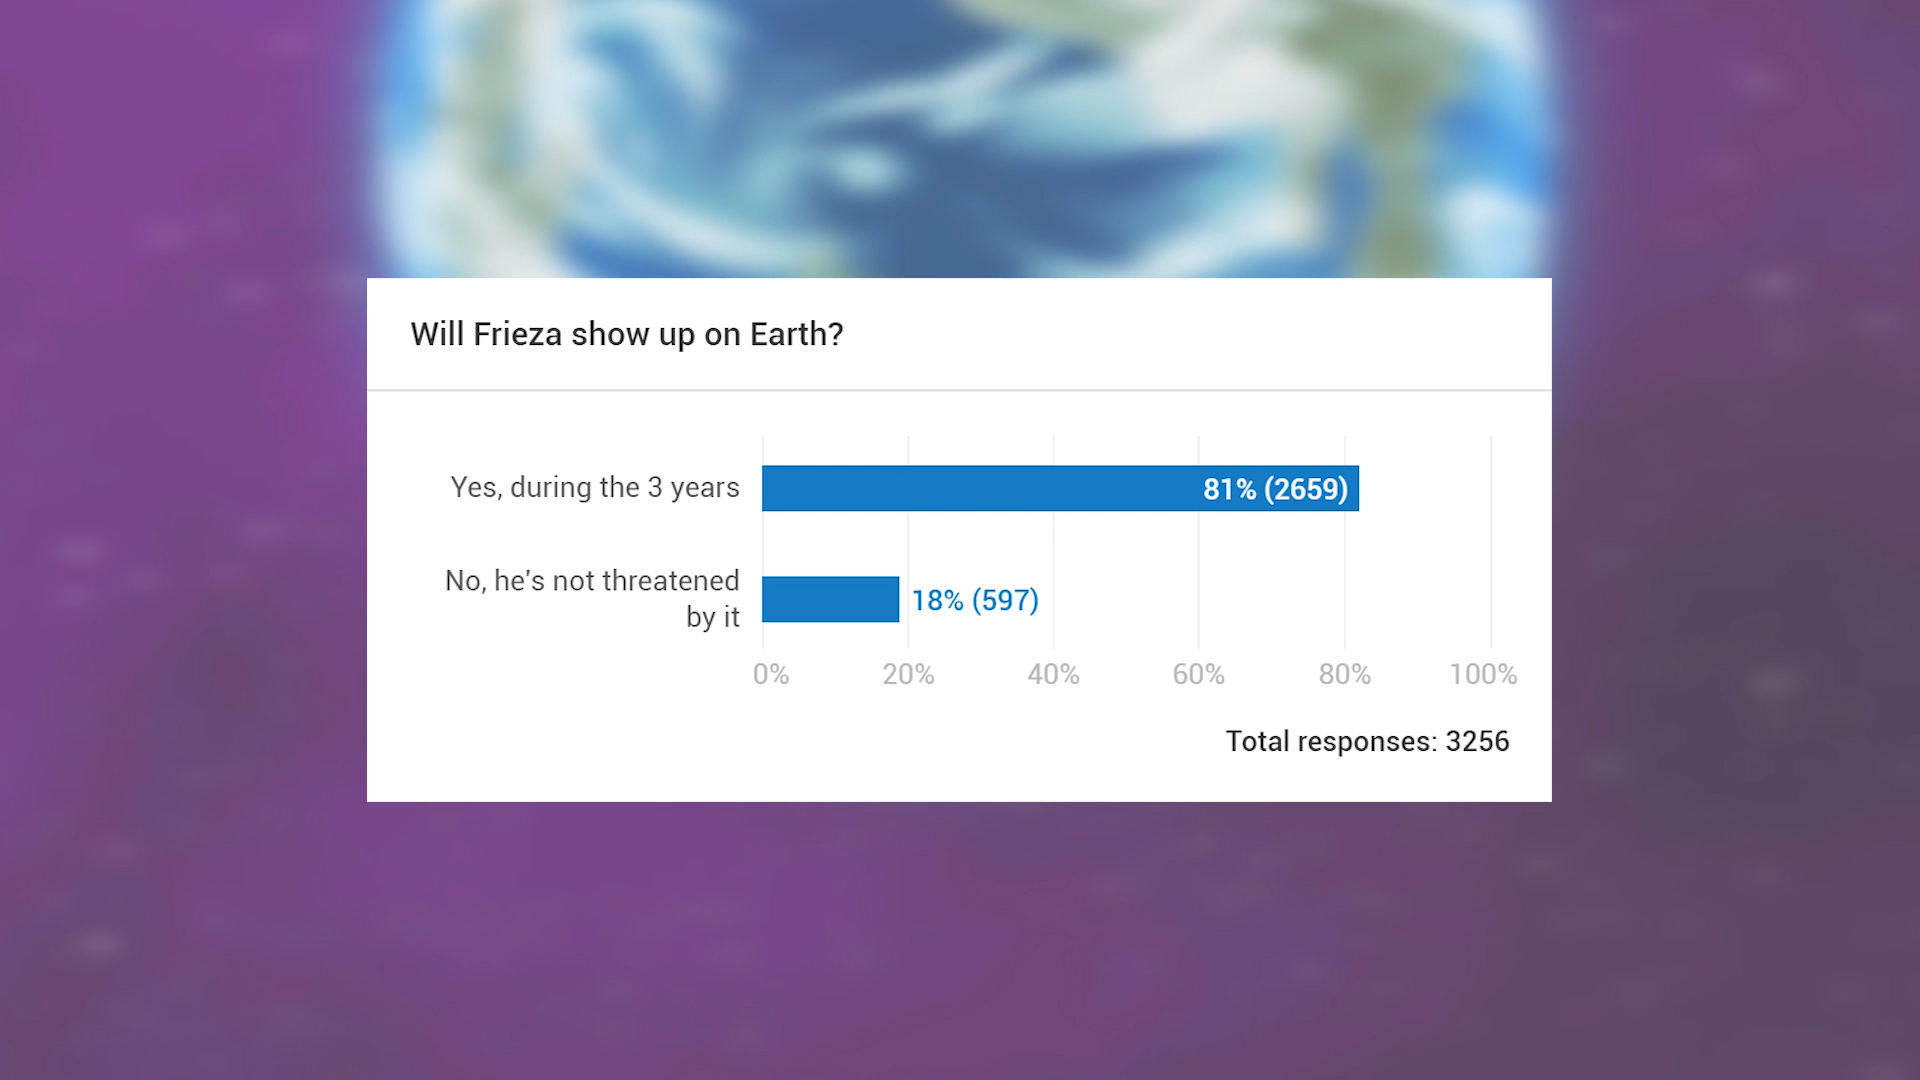 Will Frieza show up on Earth?
Yes, during the 3 years
81% (2659)
No, he's not threatened
by it
18% (597)
0% 20% 40% 60% 80% 100%
Total responses: 3256